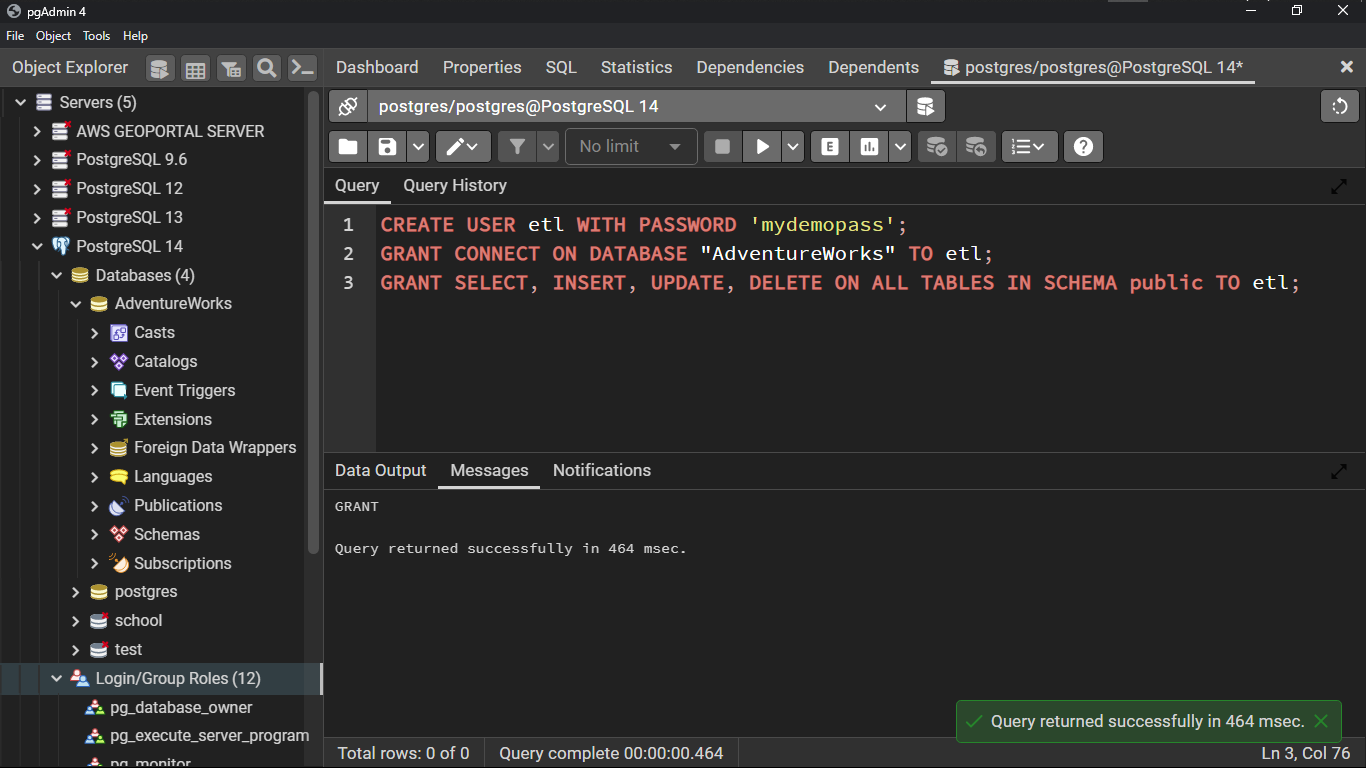 pgAdmin 4
File Object Tools Help
Object Explorer
Dashboard Properties SQL Statistics Dependencies Dependents postgres/postgres@PostgreSQL 14*
Servers (5)
AWS GEOPORTAL SERVER
PostgreSQL 9.6
PostgreSQL 12
PostgreSQL 13
PostgreSQL 14
Databases (4)
AdventureWorks
Casts
Catalogs
Event Triggers
Extensions
Foreign Data Wrappers
Languages
Publications
Schemas
Subscriptions
postgres
school
test
Login/Group Roles (12)
pg_database_owner
pg_execute_server_program
pg_monitor
postgres/postgres@PostgreSQL 14
No limit
E
Query Query History
1 CREATE USER etl WITH PASSWORD 'mydemopass';
2 GRANT CONNECT ON DATABASE "AdventureWorks" TO etl;
3 GRANT SELECT, INSERT, UPDATE, DELETE ON ALL TABLES IN SCHEMA public TO etl;
Data Output Messages Notifications
GRANT
Query returned successfully in 464 msec.
Query returned successfully in 464 msec.
Total rows: 0 of 0 Query complete 00:00:00.464 Ln 3, Col 76